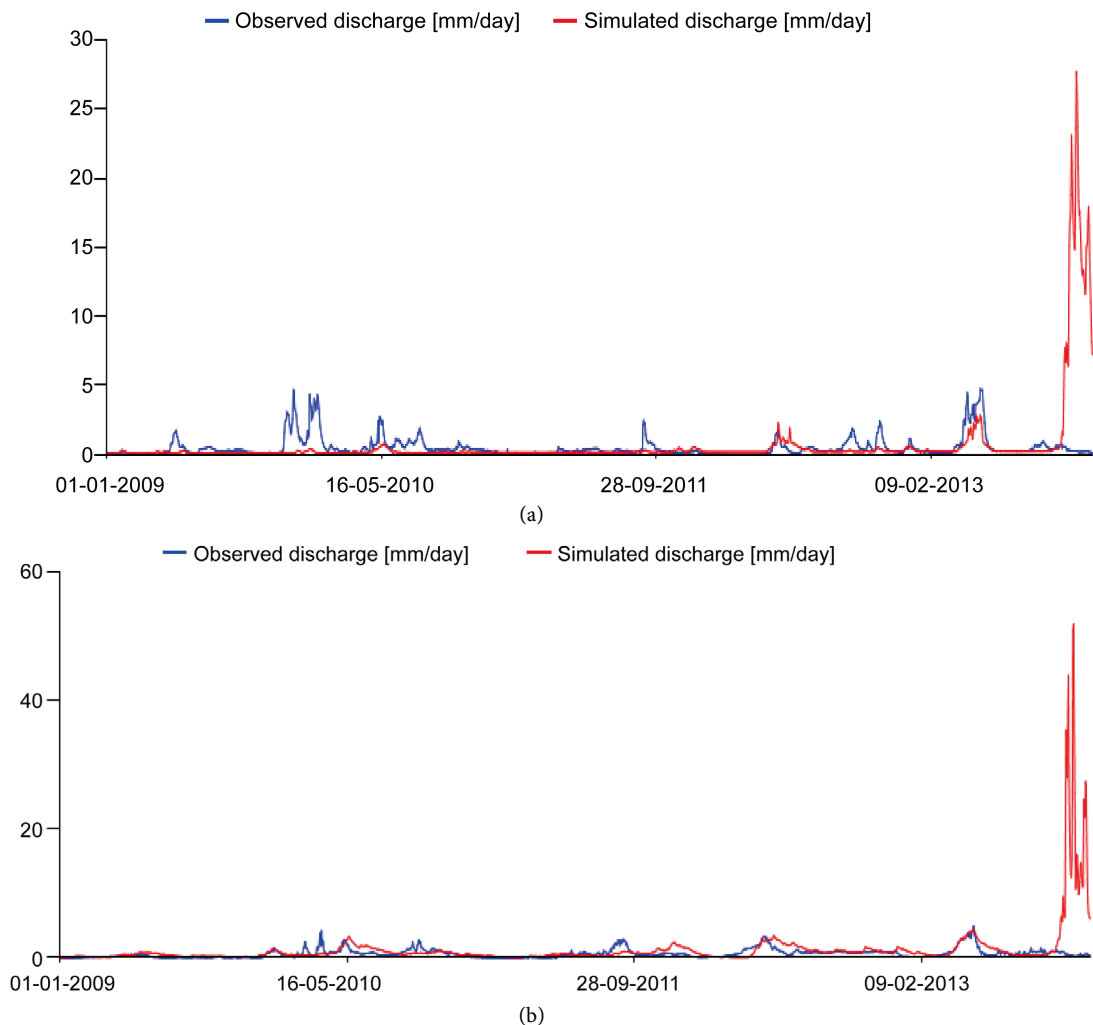 Observed discharge [mm/day] Simulated discharge [mm/day]
30
25
20
15
10
5
0
01-01-2009 16-05-2010 28-09-2011 09-02-2013
(a)
Observed discharge [mm/day] Simulated discharge [mm/day]
60
40
20
0
01-01-2009 16-05-2010 28-09-2011 09-02-2013
(b)